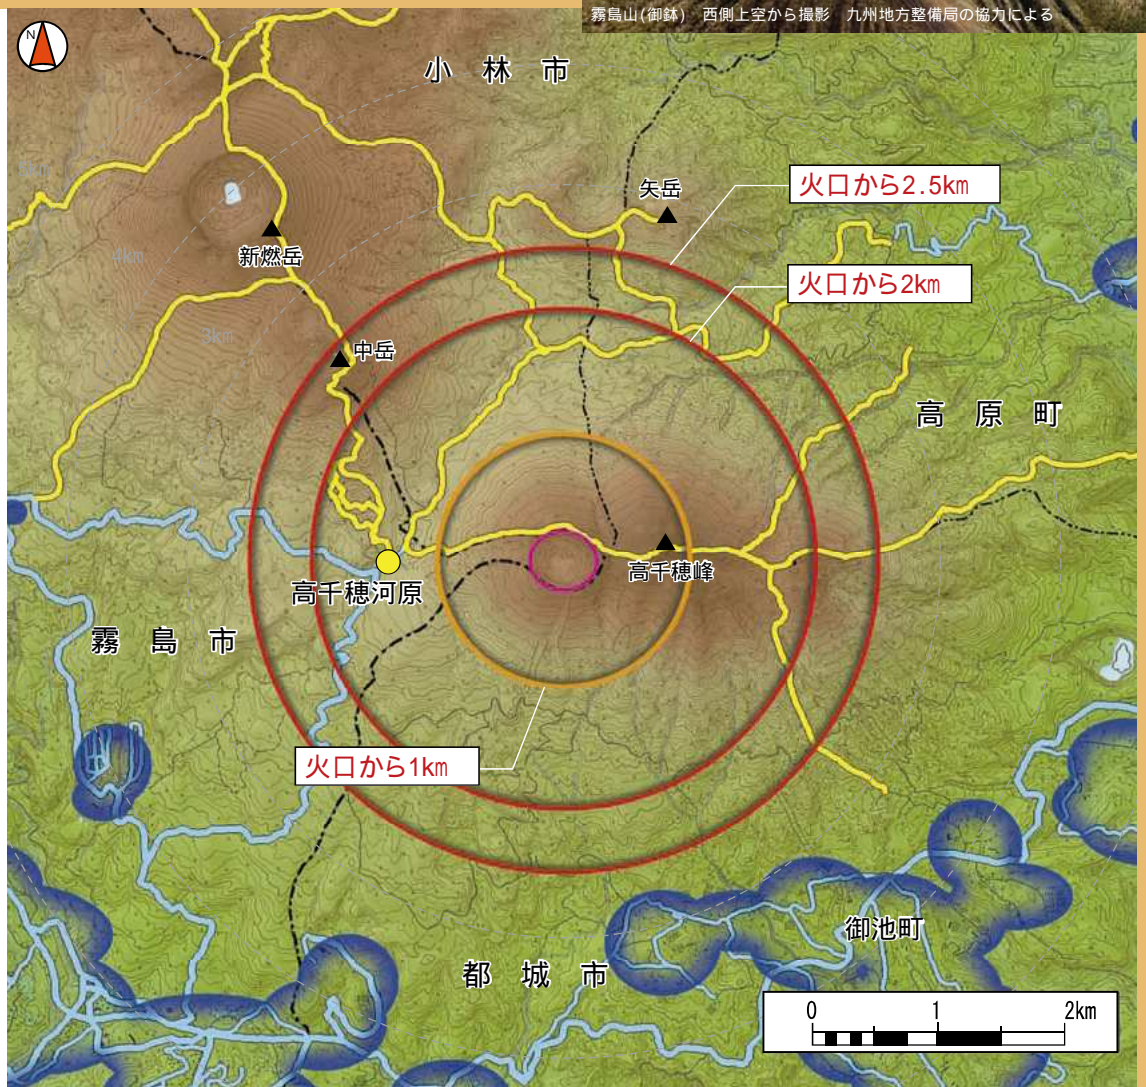 霧島山(御鉢) 西側上空から撮影 九州地方整備局の協力による
N
小林市
火口から2.5km
矢岳
新燃岳
4km
火口から2km
3km
中岳
高原町
高千穂河原
高千穂峰
霧島市
火口から1km
御池町
都城市
0 1 2km